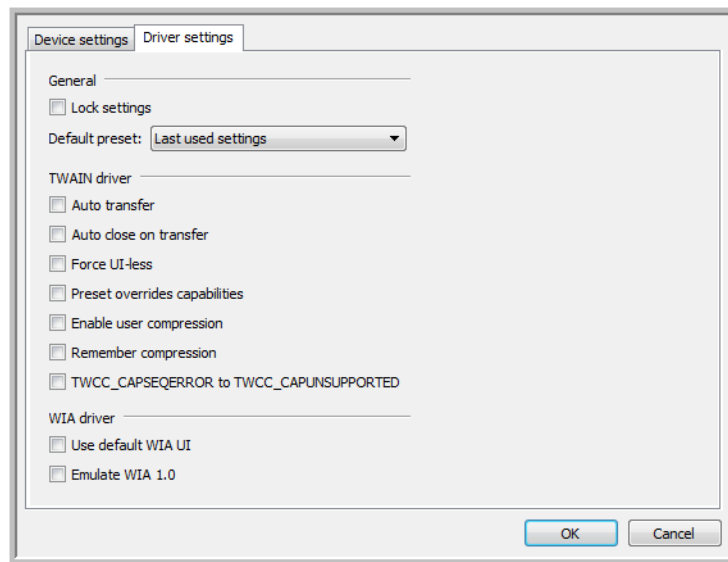 Device settings Driver settings
General
Lock settings
Default preset: Last used settings
TWAIN driver
Auto transfer
Auto close on transfer
Force UI-less
Preset overrides capabilities
Enable user compression
Remember compression
TWCC_CAPSEQERROR to TWCC_CAPUNSUPPORTED
WIA driver
Use default WIA UI
Emulate WIA 1.0
OK Cancel